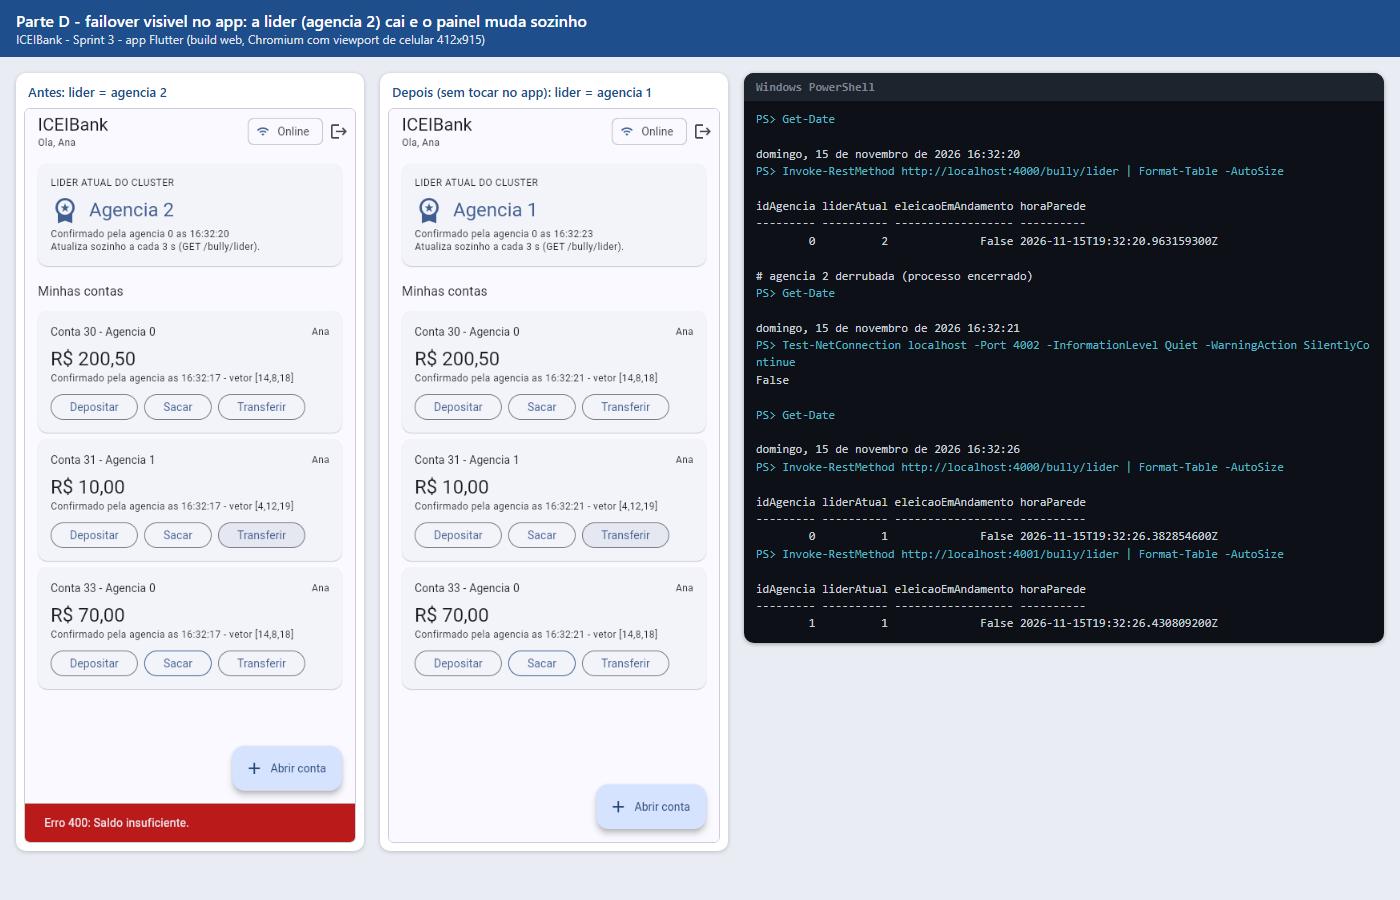 Parte D - failover visivel no app: a lider (agencia 2) cai e o painel muda sozinho
ICEIBank - Sprint 3 - app Flutter (build web, Chromium com viewport de celular 412x915)
Antes: lider = agencia 2
ICEIBank
Ola, Ana
Online
LIDER ATUAL DO CLUSTER
Agencia 2
Confirmado pela agencia 0 as 16:32:20
Atualiza sozinho a cada 3 s (GET /bully/lider).
Minhas contas
Conta 30 - Agencia 0
Ana
R$ 200,50
Confirmado pela agencia as 16:32:17 - vetor [14,8,18]
Depositar
Sacar
Transferir
Conta 31 - Agencia 1
Ana
R$ 10,00
Confirmado pela agencia as 16:32:17 - vetor [4,12,19]
Depositar
Sacar
Transferir
Conta 33 - Agencia 0
Ana
R$ 70,00
Confirmado pela agencia as 16:32:17 - vetor [14,8,18]
Depositar
Sacar
Transferir
+ Abrir conta
Erro 400: Saldo insuficiente.
Depois (sem tocar no app): lider = agencia 1
ICEIBank
Ola, Ana
Online
LIDER ATUAL DO CLUSTER
Agencia 1
Confirmado pela agencia 0 as 16:32:23
Atualiza sozinho a cada 3 s (GET /bully/lider).
Minhas contas
Conta 30 - Agencia 0
Ana
R$ 200,50
Confirmado pela agencia as 16:32:21 - vetor [14,8,18]
Depositar
Sacar
Transferir
Conta 31 - Agencia 1
Ana
R$ 10,00
Confirmado pela agencia as 16:32:21 - vetor [4,12,19]
Depositar
Sacar
Transferir
Conta 33 - Agencia 0
Ana
R$ 70,00
Confirmado pela agencia as 16:32:21 - vetor [14,8,18]
Depositar
Sacar
Transferir
+ Abrir conta
Windows PowerShell
PS> Get-Date
domingo, 15 de novembro de 2026 16:32:20
PS> Invoke-RestMethod http://localhost:4000/bully/lider | Format-Table -AutoSize
idAgencia liderAtual eleicaoEmAndamento horaParede
--------- ---------- ------------------ ----------
0 2 False 2026-11-15T19:32:20.963159300Z
# agencia 2 derrubada (processo encerrado)
PS> Get-Date
domingo, 15 de novembro de 2026 16:32:21
PS> Test-NetConnection localhost -Port 4002 -InformationLevel Quiet -WarningAction SilentlyCo
ntinue
False
PS> Get-Date
domingo, 15 de novembro de 2026 16:32:26
PS> Invoke-RestMethod http://localhost:4000/bully/lider | Format-Table -AutoSize
idAgencia liderAtual eleicaoEmAndamento horaParede
--------- ---------- ------------------ ----------
0 1 False 2026-11-15T19:32:26.382854600Z
PS> Invoke-RestMethod http://localhost:4001/bully/lider | Format-Table -AutoSize
idAgencia liderAtual eleicaoEmAndamento horaParede
--------- ---------- ------------------ ----------
1 1 False 2026-11-15T19:32:26.430809200Z